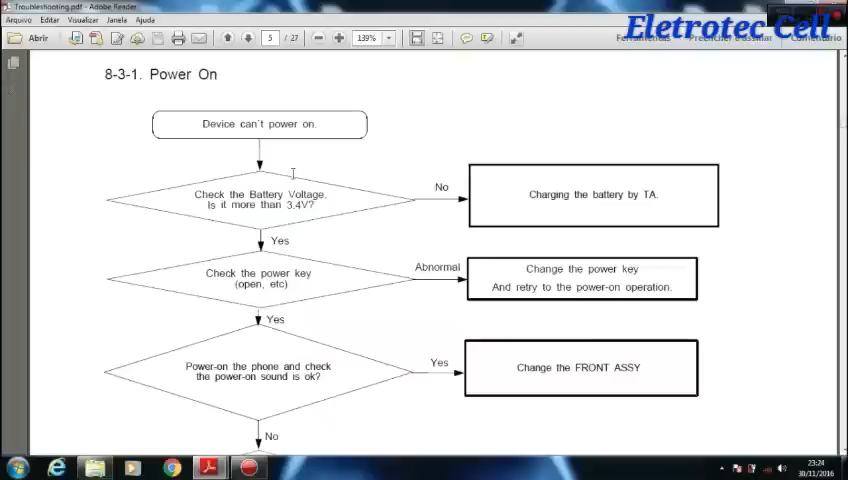 Troubleshooting.pdf - Adobe Reader
Arquivo Editar Visualizar Janela Ajuda
Eletrotec Cell
Abrir
5 / 27
139%
Ferramentas Preencher e assinar Comentário
8-3-1. Power On
Device can't power on.
Check the Battery Voltage.
Is it more than 3.4V?
No
Charging the battery by TA.
Yes
Check the power key
(open, etc)
Abnormal
Change the power key
And retry to the power-on operation.
Yes
Power-on the phone and check
the power-on sound is ok?
Yes
Change the FRONT ASSY
No
23:24
30/11/2016